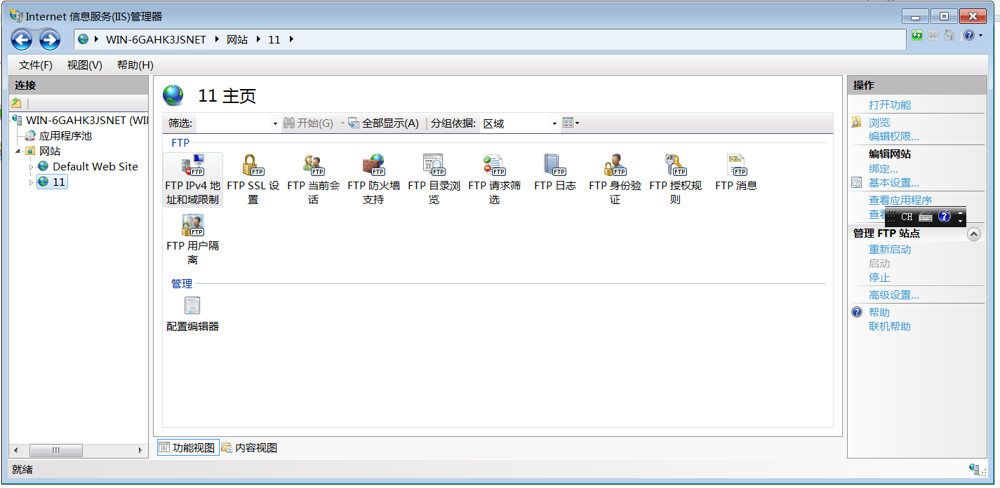 Internet 信息服务(IIS)管理器
WIN-6GAHK3JSNET 网站 11
文件(F) 视图(V) 帮助(H)
连接
WIN-6GAHK3JSNET (WI
应用程序池
网站
Default Web Site
11
11 主页
筛选: 开始(G) 全部显示(A) 分组依据: 区域
FTP
FTP IPv4 地址和域限制
FTP SSL 设置
FTP 当前会话
FTP 防火墙支持
FTP 目录浏览
FTP 请求筛选
FTP 日志
FTP 身份验证
FTP 授权规则
FTP 消息
FTP 用户隔离
管理
配置编辑器
功能视图 内容视图
就绪
操作
打开功能
浏览
编辑权限...
编辑网站
绑定...
基本设置...
查看应用程序
查看
CH
管理 FTP 站点
重新启动
启动
停止
高级设置...
帮助
联机帮助